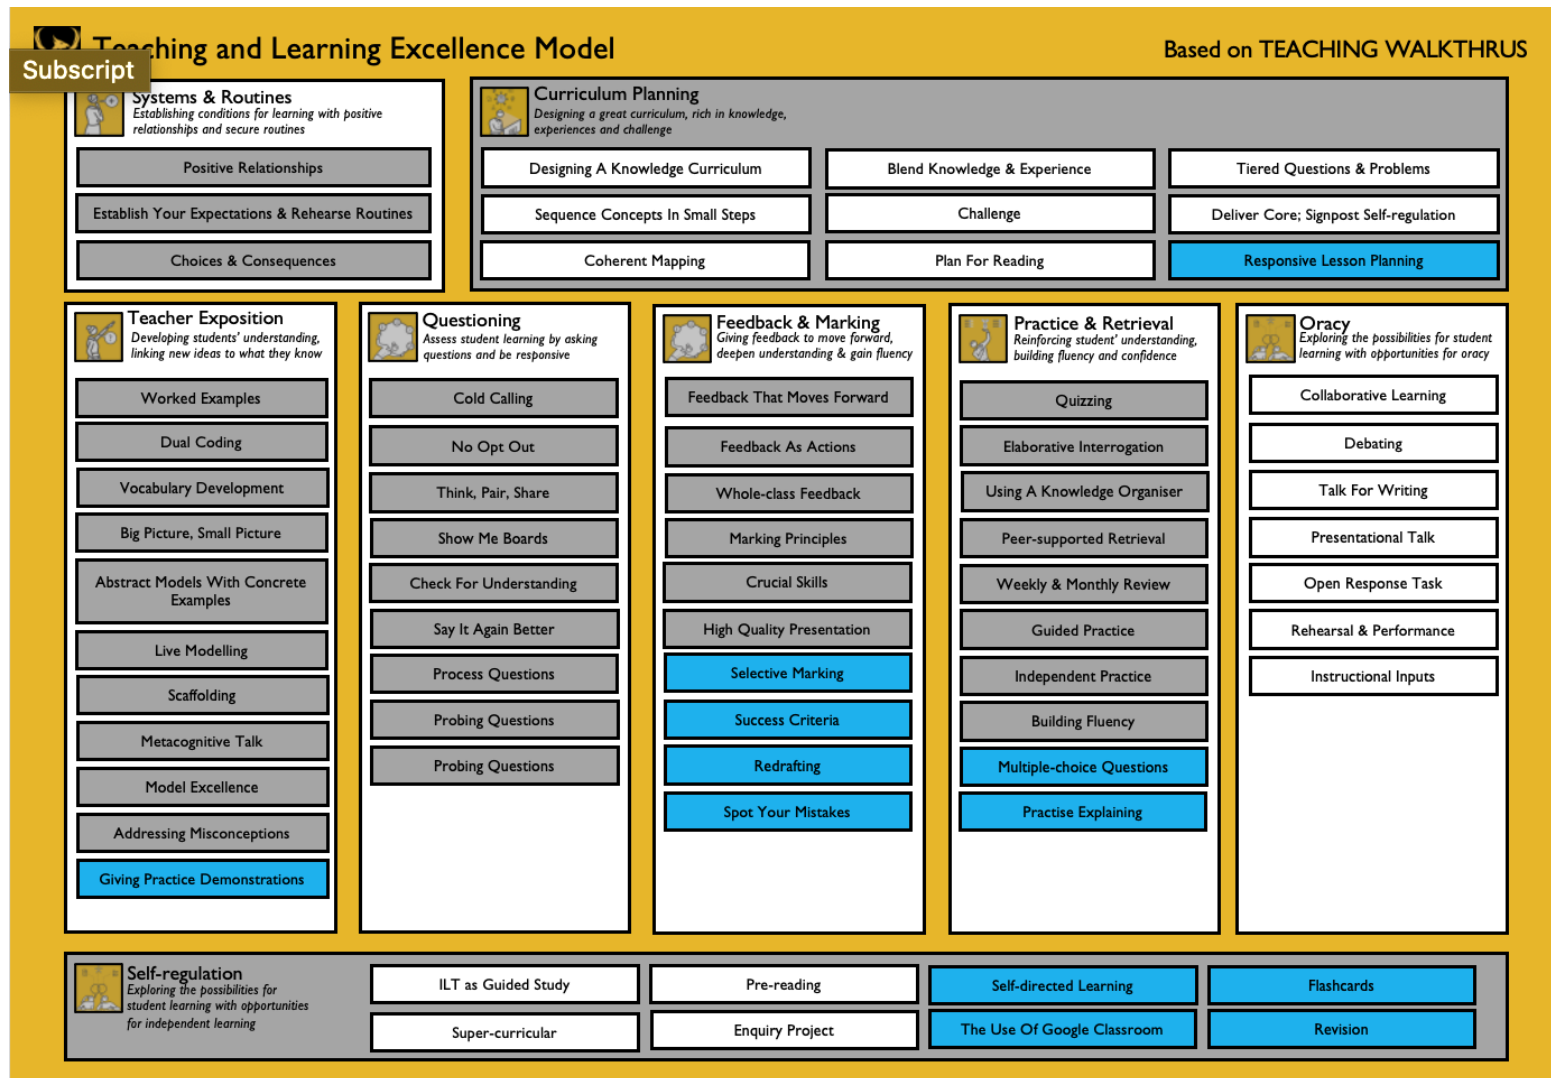 Teaching and Learning Excellence Model
Based on TEACHING WALKTHRUS
Subscript
Systems & Routines
Establishing conditions for learning with positive
relationships and secure routines
Positive Relationships
Establish Your Expectations & Rehearse Routines
Choices & Consequences
Curriculum Planning
Designing a great curriculum, rich in knowledge,
experiences and challenge
Designing A Knowledge Curriculum
Blend Knowledge & Experience
Tiered Questions & Problems
Sequence Concepts In Small Steps
Challenge
Deliver Core; Signpost Self-regulation
Coherent Mapping
Plan For Reading
Responsive Lesson Planning
Teacher Exposition
Developing students' understanding,
linking new ideas to what they know
Worked Examples
Dual Coding
Vocabulary Development
Big Picture, Small Picture
Abstract Models With Concrete
Examples
Live Modelling
Scaffolding
Metacognitive Talk
Model Excellence
Addressing Misconceptions
Giving Practice Demonstrations
Questioning
Assess student learning by asking
questions and be responsive
Cold Calling
No Opt Out
Think, Pair, Share
Show Me Boards
Check For Understanding
Say It Again Better
Process Questions
Probing Questions
Probing Questions
Feedback & Marking
Giving feedback to move forward,
deepen understanding & gain fluency
Feedback That Moves Forward
Feedback As Actions
Whole-class Feedback
Marking Principles
Crucial Skills
High Quality Presentation
Selective Marking
Success Criteria
Redrafting
Spot Your Mistakes
Practice & Retrieval
Reinforcing student' understanding,
building fluency and confidence
Quizzing
Elaborative Interrogation
Using A Knowledge Organiser
Peer-supported Retrieval
Weekly & Monthly Review
Guided Practice
Independent Practice
Building Fluency
Multiple-choice Questions
Practise Explaining
Oracy
Exploring the possibilities for student
learning with opportunities for oracy
Collaborative Learning
Debating
Talk For Writing
Presentational Talk
Open Response Task
Rehearsal & Performance
Instructional Inputs
Self-regulation
Exploring the possibilities for
student learning with opportunities
for independent learning
ILT as Guided Study
Pre-reading
Self-directed Learning
Flashcards
Super-curricular
Enquiry Project
The Use Of Google Classroom
Revision